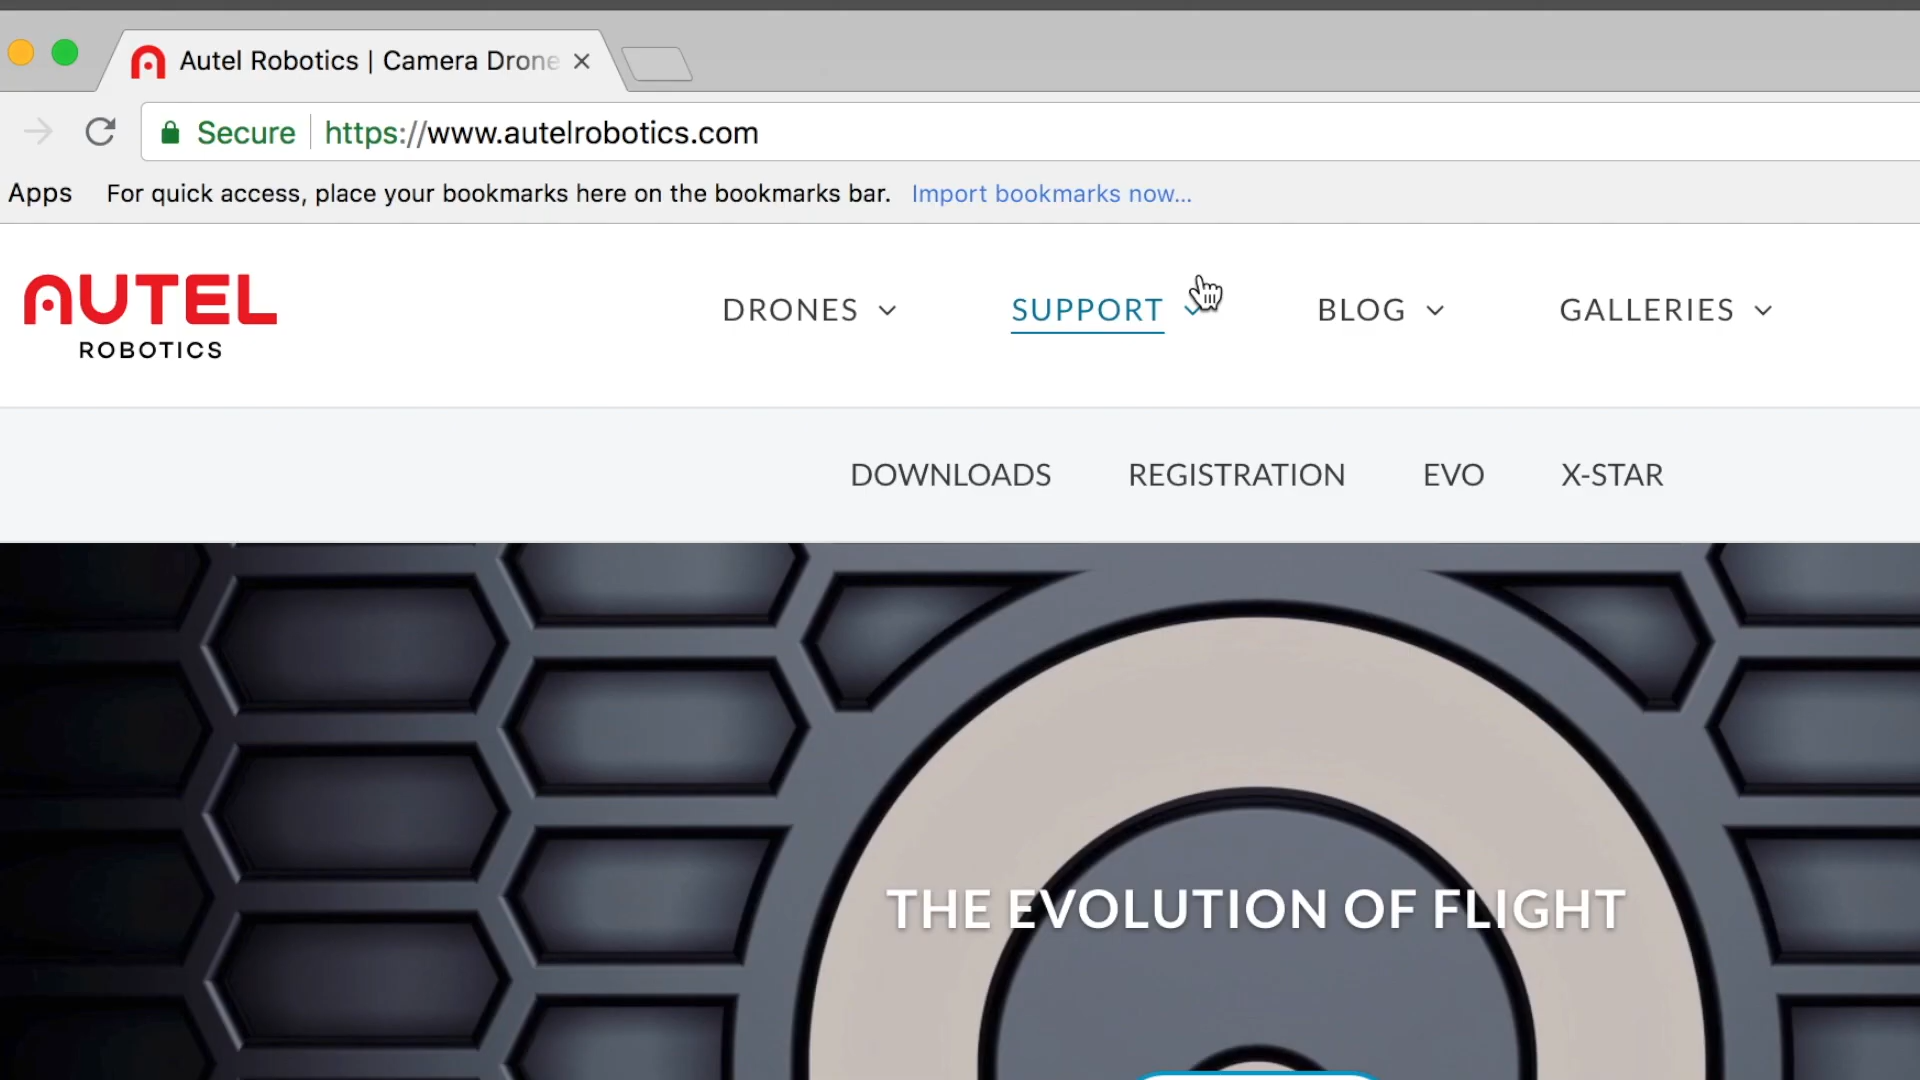 Autel Robotics | Camera Drone
Secure https://www.autelrobotics.com
Apps For quick access, place your bookmarks here on the bookmarks bar. Import bookmarks now...
AUTEL
ROBOTICS
DRONES SUPPORT BLOG GALLERIES
DOWNLOADS REGISTRATION EVO X-STAR
THE EVOLUTION OF FLIGHT